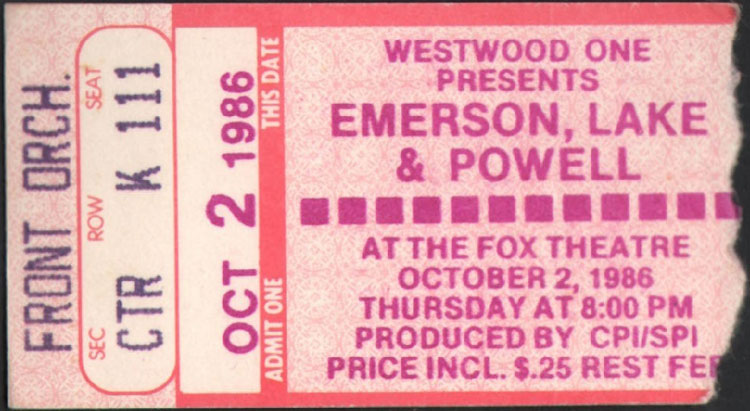 FRONT ORCH.
SEC ROW SEAT
CTR K 111
OCT 2 1986
ADMIT ONE THIS DATE
WESTWOOD ONE
PRESENTS
EMERSON, LAKE
& POWELL
AT THE FOX THEATRE
OCTOBER 2, 1986
THURSDAY AT 8:00 PM
PRODUCED BY CPI/SPI
PRICE INCL. $.25 REST FEE